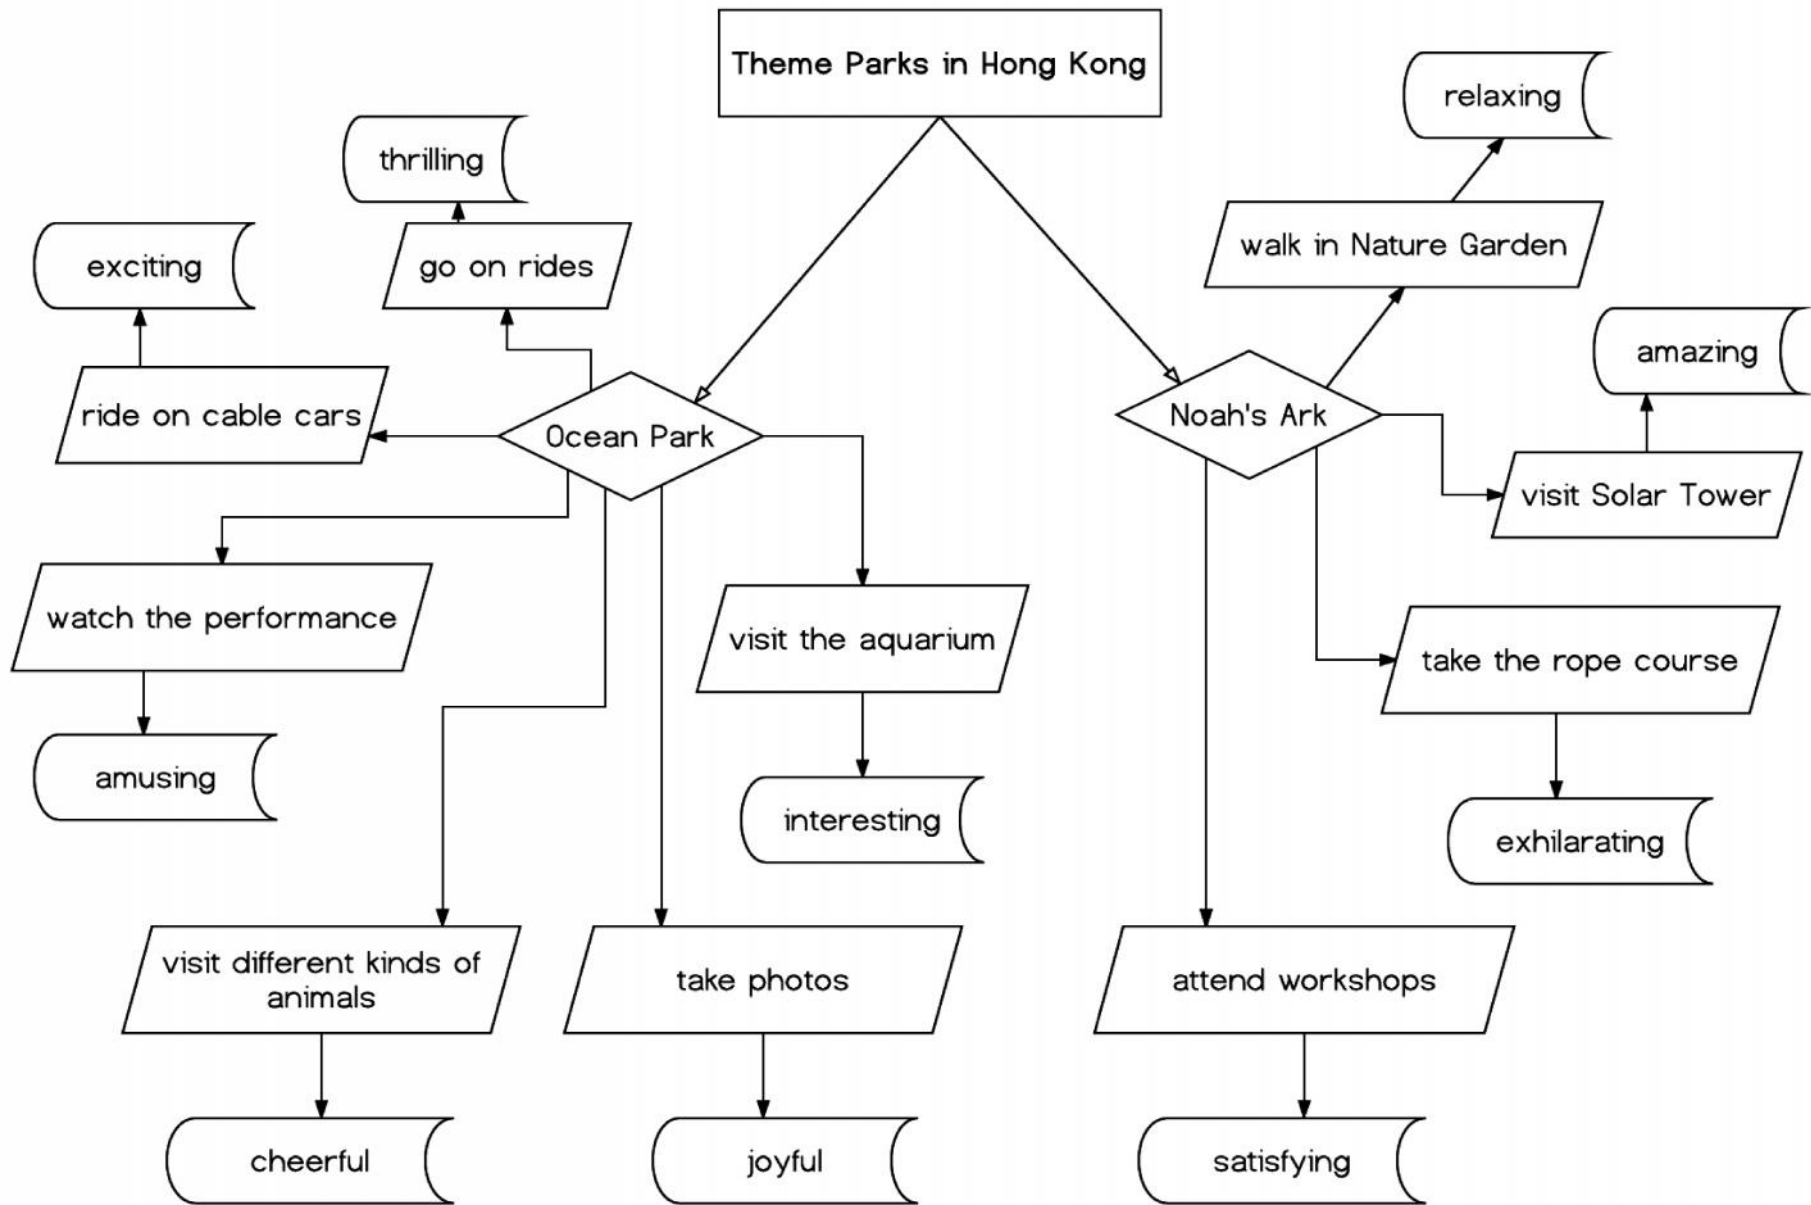 Theme Parks in Hong Kong
relaxing
thrilling
walk in Nature Garden
exciting
go on rides
amazing
ride on cable cars
Ocean Park
Noah's Ark
visit Solar Tower
watch the performance
visit the aquarium
take the rope course
amusing
interesting
exhilarating
visit different kinds of
animals
take photos
attend workshops
cheerful
joyful
satisfying